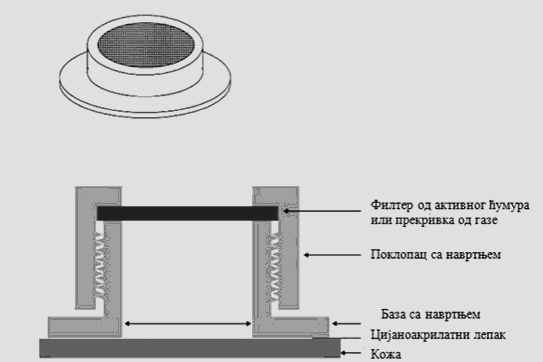 Филтер од активног ћумура
или прекривка од газе
Поклопац са навртњем
База са навртњем
Цијаноакрилатни лепак
Кожа